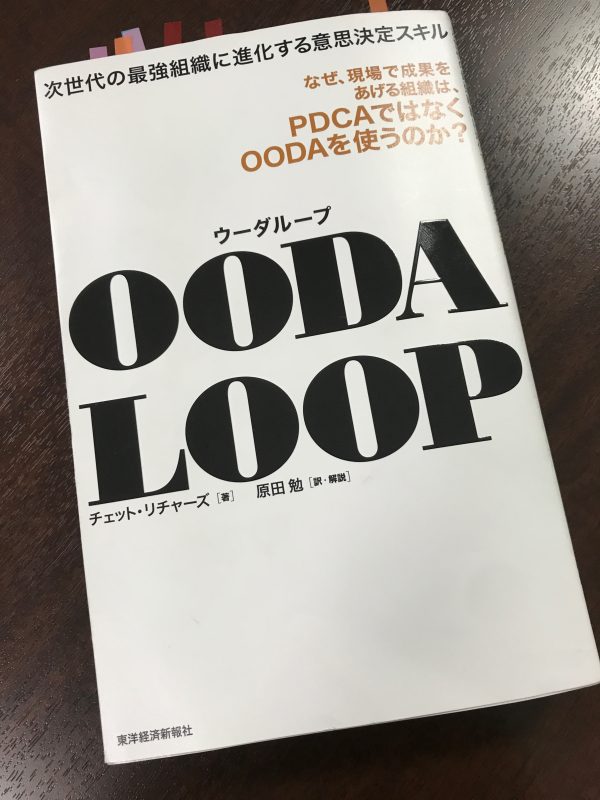 次世代の最強組織に進化する意思決定スキル
なぜ、現場で成果を
あげる組織は、
PDCAではなく
OODAを使うのか?
ウーダループ
OODA
LOOP
チェット・リチャーズ[著] 原田 勉[訳・解説]
東洋経済新報社